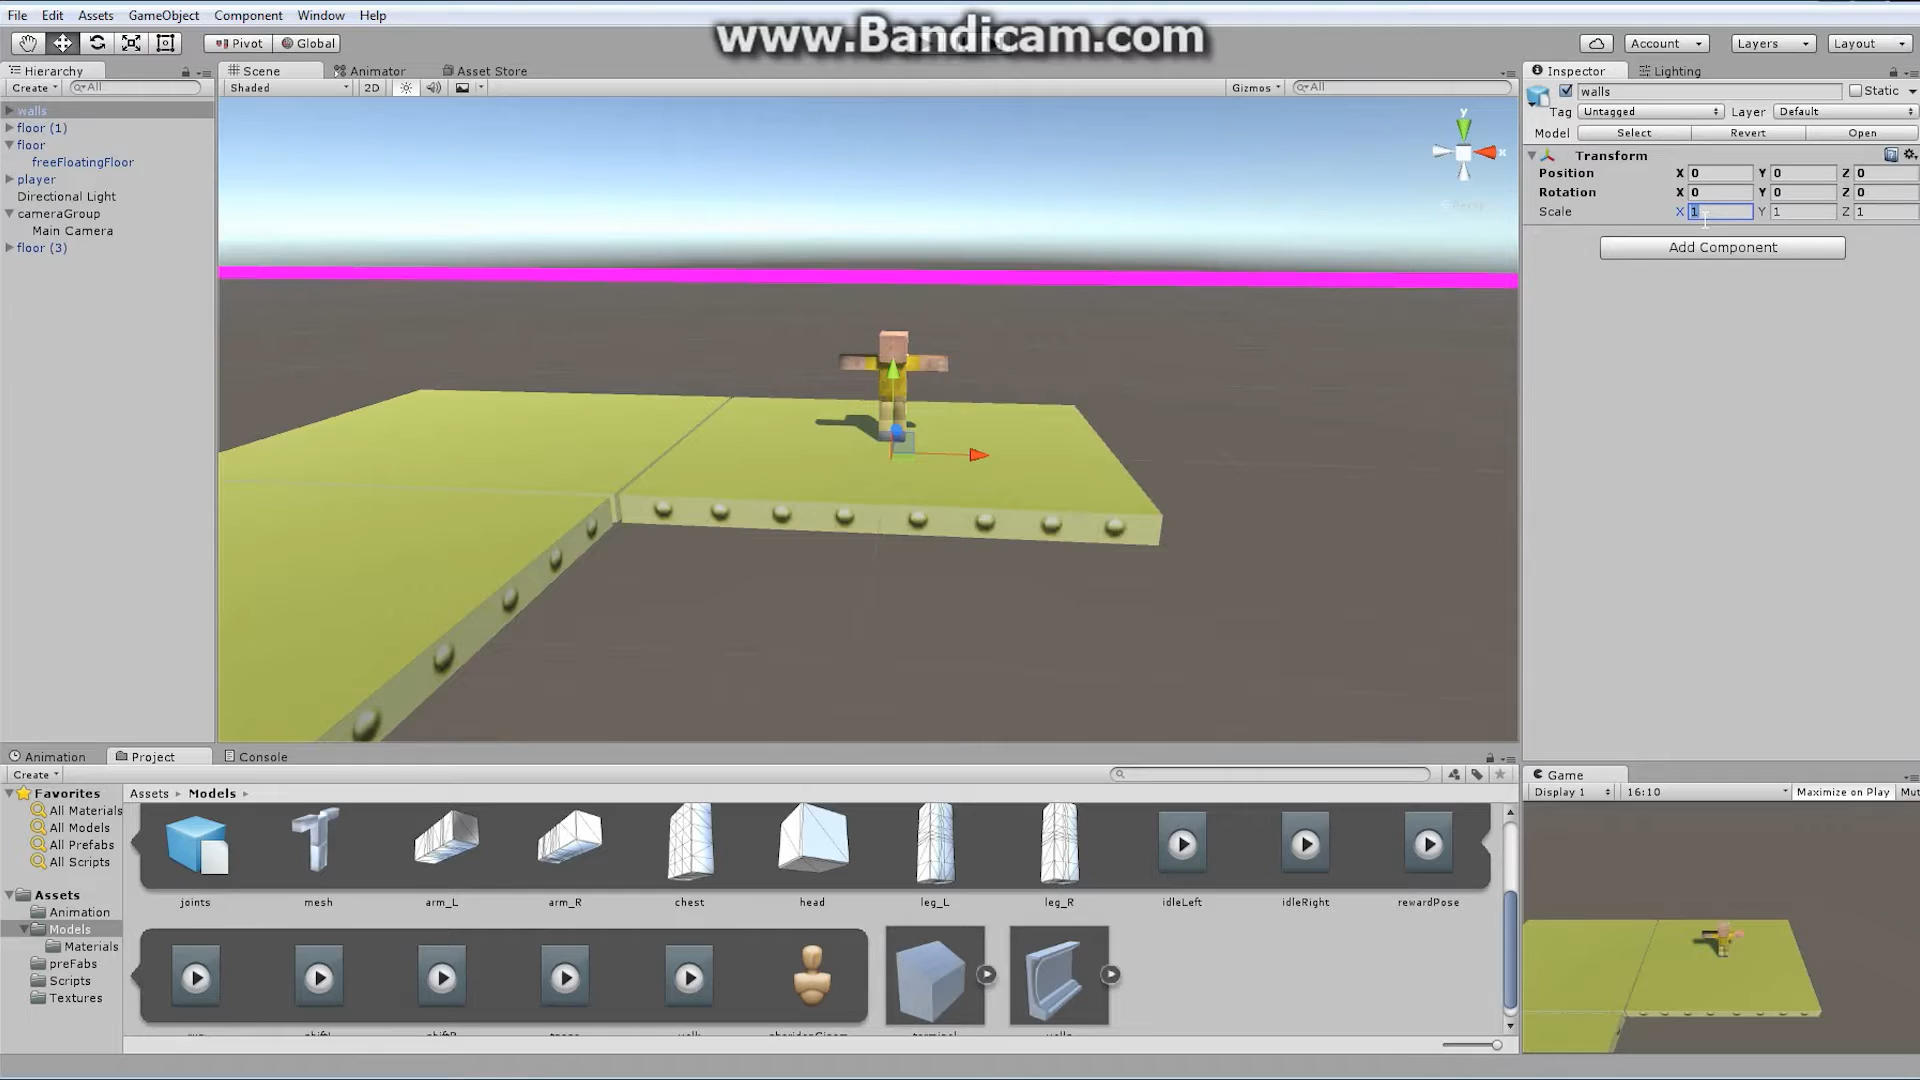 File Edit Assets GameObject Component Window Help
www.Bandicam.com
Pivot Global Account Layers Layout
Hierarchy Scene Animator Asset Store Inspector Lighting
Create All Shaded 2D Gizmos All
walls
floor (1)
floor
freeFloatingFloor
player
Directional Light
cameraGroup
Main Camera
floor (3)
y
x
walls Static
Tag Untagged Layer Default
Model Select Revert Open
Transform
Position X 0 Y 0 Z 0
Rotation X 0 Y 0 Z 0
Scale X 1 Y 1 Z 1
Add Component
Animation Project Console
Create
Favorites
All Materials
All Models
All Prefabs
All Scripts
Assets
Animation
Models
Materials
preFabs
Scripts
Textures
Assets Models
joints mesh arm_L arm_R chest head leg_L leg_R idleLeft idleRight rewardPose
Game
Display 1 16:10 Maximize on Play Mut